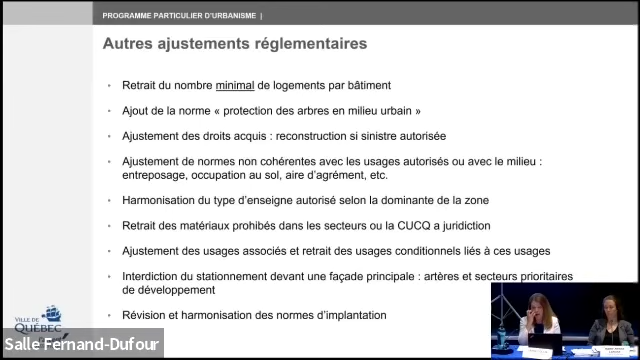 PROGRAMME PARTICULIER D'URBANISME |
Autres ajustements réglementaires
• Retrait du nombre minimal de logements par bâtiment
• Ajout de la norme « protection des arbres en milieu urbain »
• Ajustement des droits acquis : reconstruction si sinistre autorisée
• Ajustement de normes non cohérentes avec les usages autorisés ou avec le milieu :
entreposage, occupation au sol, aire d'agrément, etc.
• Harmonisation du type d'enseigne autorisé selon la dominante de la zone
• Retrait des matériaux prohibés dans les secteurs ou la CUCQ a juridiction
• Ajustement des usages associés et retrait des usages conditionnels liés à ces usages
• Interdiction du stationnement devant une façade principale : artères et secteurs prioritaires
de développement
• Révision et harmonisation des normes d'implantation
VILLE DE
QUÉBEC
Salle Fernand-Dufour